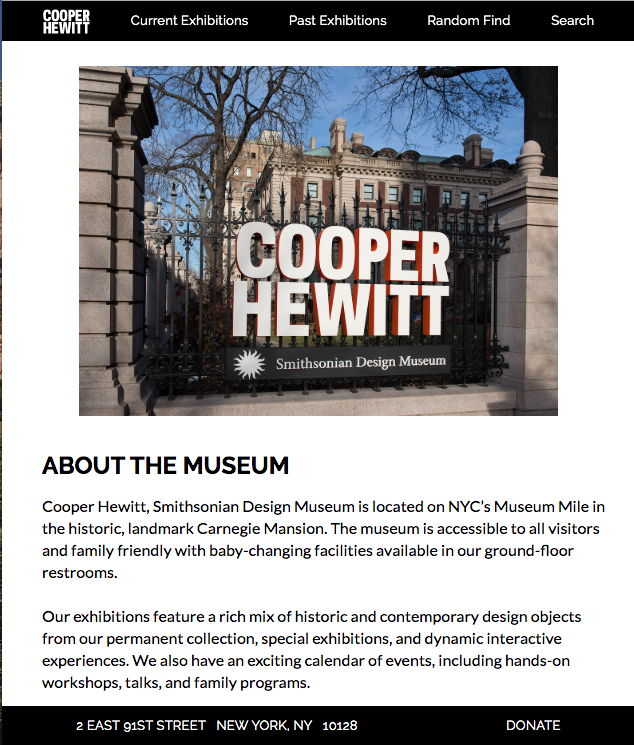 COOPER
HEWITT
Current Exhibitions Past Exhibitions Random Find Search
COOPER
HEWITT
Smithsonian Design Museum
ABOUT THE MUSEUM
Cooper Hewitt, Smithsonian Design Museum is located on NYC's Museum Mile in
the historic, landmark Carnegie Mansion. The museum is accessible to all visitors
and family friendly with baby-changing facilities available in our ground-floor
restrooms.
Our exhibitions feature a rich mix of historic and contemporary design objects
from our permanent collection, special exhibitions, and dynamic interactive
experiences. We also have an exciting calendar of events, including hands-on
workshops, talks, and family programs.
2 EAST 91ST STREET NEW YORK, NY 10128 DONATE